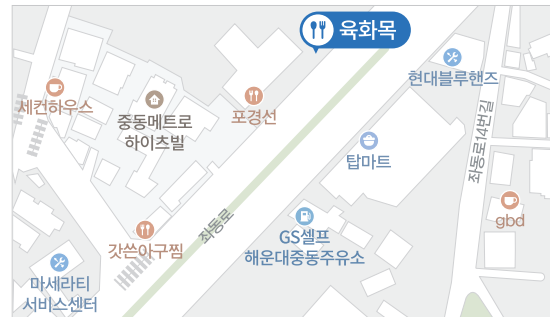 육화목
현대블루핸즈
세컨하우스
포경선
중동메트로
하이츠빌
좌동로14번길
탑마트
gbd
좌동로
갓쓴아구찜
GS셀프
해운대중동주유소
마세라티
서비스센터